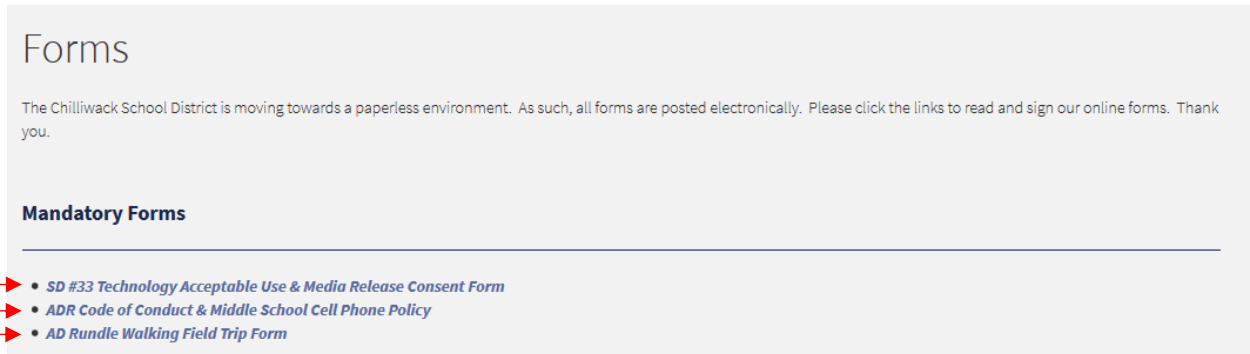 Forms
The Chilliwack School District is moving towards a paperless environment. As such, all forms are posted electronically. Please click the links to read and sign our online forms. Thank
you.
Mandatory Forms
• SD #33 Technology Acceptable Use & Media Release Consent Form
• ADR Code of Conduct & Middle School Cell Phone Policy
• AD Rundle Walking Field Trip Form